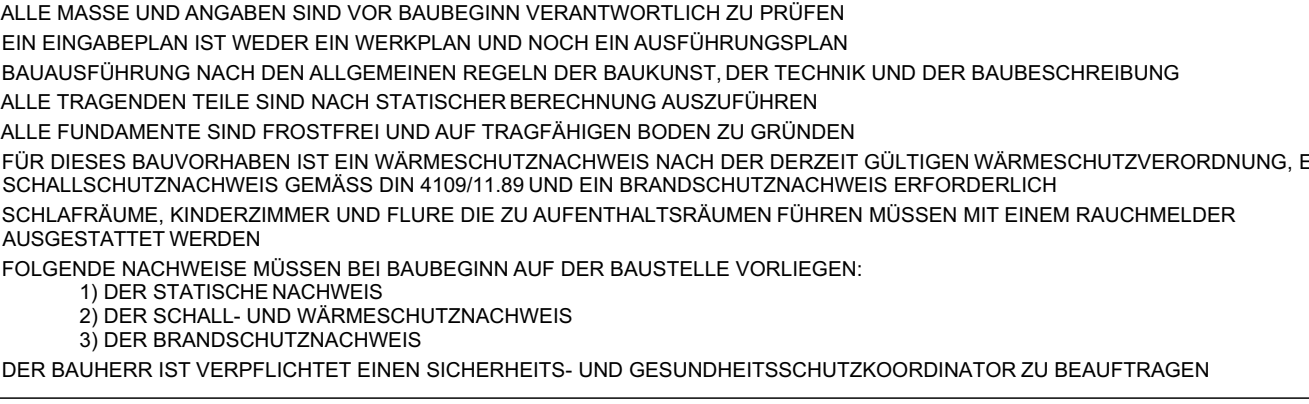 ALLE MASSE UND ANGABEN SIND VOR BAUBEGINN VERANTWORTLICH ZU PRÜFEN
EIN EINGABEPLAN IST WEDER EIN WERKPLAN UND NOCH EIN AUSFÜHRUNGSPLAN
BAUAUSFÜHRUNG NACH DEN ALLGEMEINEN REGELN DER BAUKUNST, DER TECHNIK UND DER BAUBESCHREIBUNG
ALLE TRAGENDEN TEILE SIND NACH STATISCHER BERECHNUNG AUSZUFÜHREN
ALLE FUNDAMENTE SIND FROSTFREI UND AUF TRAGFÄHIGEN BODEN ZU GRÜNDEN
FÜR DIESES BAUVORHABEN IST EIN WÄRMESCHUTZNACHWEIS NACH DER DERZEIT GÜLTIGEN WÄRMESCHUTZVERORDNUNG,
SCHALLSCHUTZNACHWEIS GEMÄSS DIN 4109/11.89 UND EIN BRANDSCHUTZNACHWEIS ERFORDERLICH
SCHLAFRÄUME, KINDERZIMMER UND FLURE DIE ZU AUFENTHALTSRÄUMEN FÜHREN MÜSSEN MIT EINEM RAUCHMELDER
AUSGESTATTET WERDEN
FOLGENDE NACHWEISE MÜSSEN BEI BAUBEGINN AUF DER BAUSTELLE VORLIEGEN:
1) DER STATISCHE NACHWEIS
2) DER SCHALL- UND WÄRMESCHUTZNACHWEIS
3) DER BRANDSCHUTZNACHWEIS
DER BAUHERR IST VERPFLICHTET EINEN SICHERHEITS- UND GESUNDHEITSSCHUTZKOORDINATOR ZU BEAUFTRAGEN